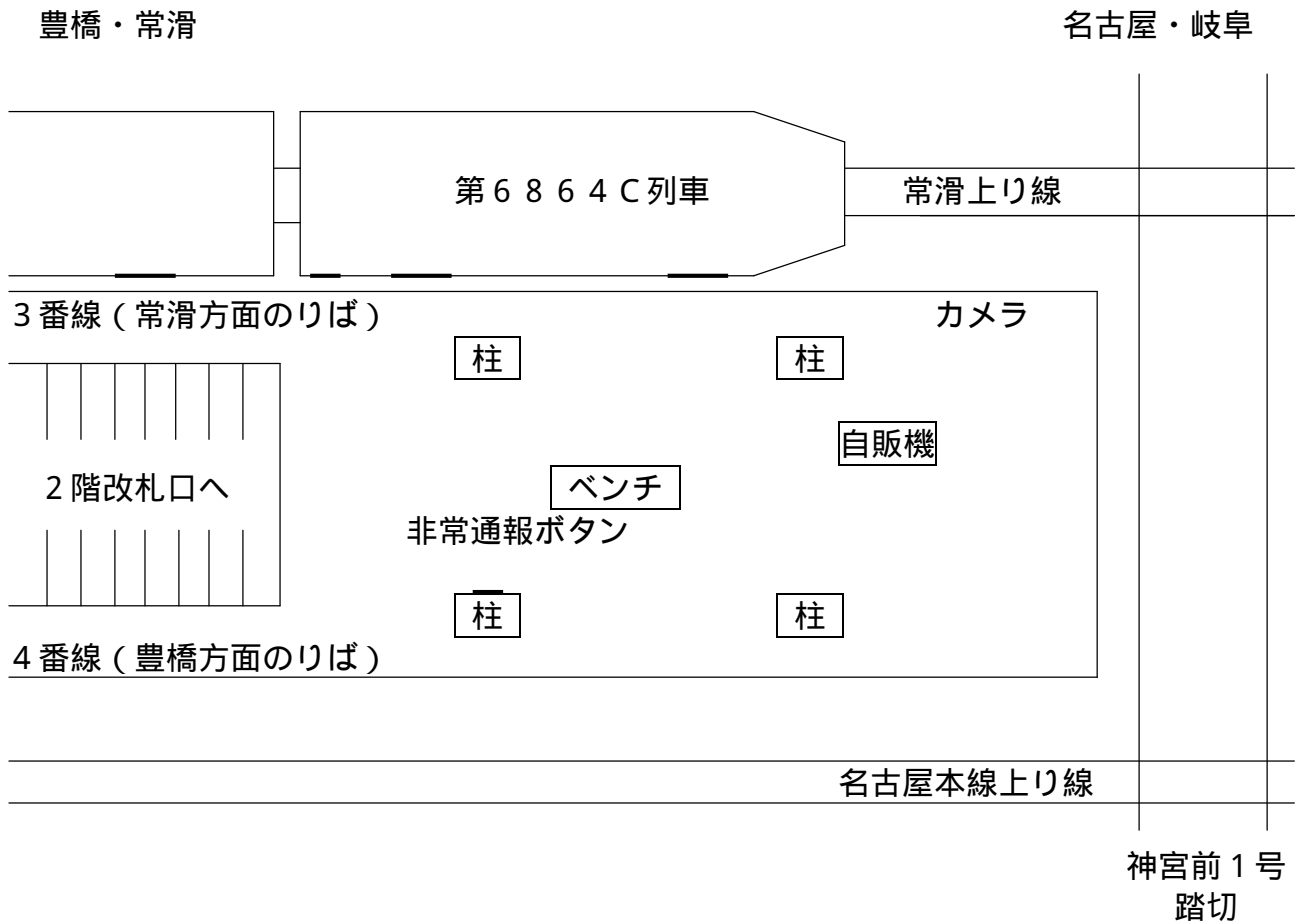 豊橋・常滑
名古屋・岐阜
第６８６４Ｃ列車
常滑上り線
３番線（常滑方面のりば）
カメラ
柱
柱
自販機
２階改札口へ
ベンチ
非常通報ボタン
柱
柱
４番線（豊橋方面のりば）
名古屋本線上り線
神宮前１号
踏切